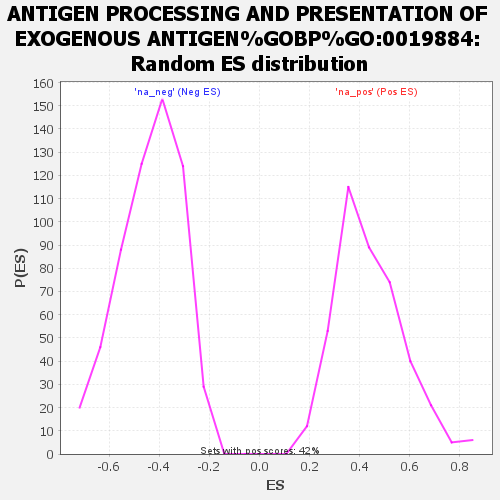 ANTIGEN PROCESSING AND PRESENTATION OF
EXOGENOUS ANTIGEN%GOBP%GO:0019884:
Random ES distribution
'na_neg' (Neg ES)
'na_pos' (Pos ES)
160
150
140
130
120
110
100
90
80
70
60
50
40
30
20
10
0
P(ES)
Sets with pos scores: 42%
-0.6 -0.4 -0.2 0.0 0.2 0.4 0.6 0.8
ES